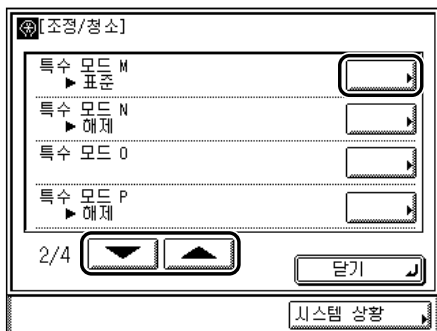 [조정/청소]
특수 모드 M
▶ 표준
특수 모드 N
▶ 해제
특수 모드 O
특수 모드 P
▶ 해제
2/4
닫기
시스템 상황